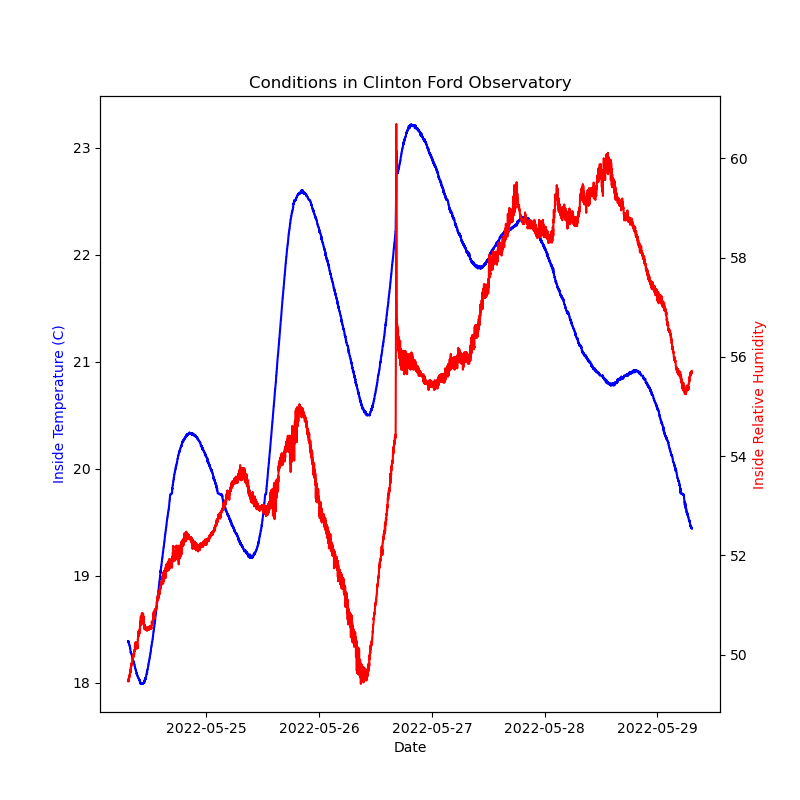 Conditions in Clinton Ford Observatory
23
22
21
20
19
18
Inside Temperature (C)
60
58
56
54
52
50
Inside Relative Humidity
2022-05-25 2022-05-26 2022-05-27 2022-05-28 2022-05-29
Date